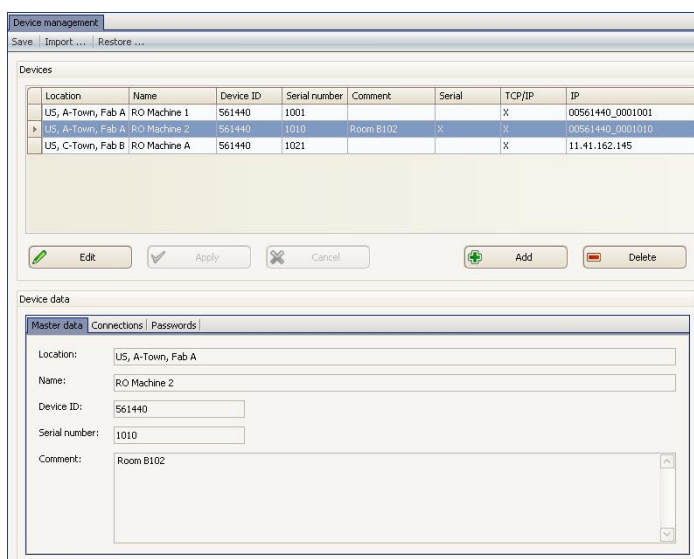 Device management
Save Import ... Restore ...
Devices
Location Name Device ID Serial number Comment Serial TCP/IP IP
US, A-Town, Fab A RO Machine 1 561440 1001 X 00561440_0001001
US, A-Town, Fab A RO Machine 2 561440 1010 Room B102 X X 00561440_0001010
US, C-Town, Fab B RO Machine A 561440 1021 X 11.41.162.145
Edit Apply Cancel Add Delete
Device data
Master data Connections Passwords
Location: US, A-Town, Fab A
Name: RO Machine 2
Device ID: 561440
Serial number: 1010
Comment: Room B102